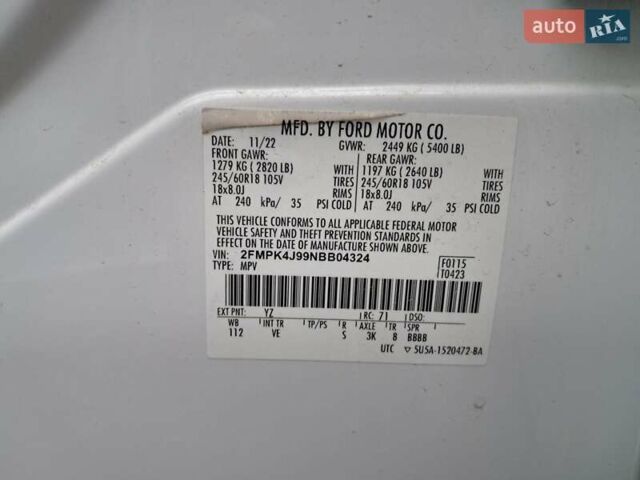 auto RIA.com
MFD. BY FORD MOTOR CO.
DATE: 11/22 GVWR: 2449 KG ( 5400 LB)
FRONT GAWR: REAR GAWR:
1279 KG ( 2820 LB) WITH 1197 KG ( 2640 LB) WITH
245/60R18 105V TIRES 245/60R18 105V TIRES
18x8.0J RIMS 18x8.0J RIMS
AT 240 kPa/ 35 PSI COLD AT 240 kPa/ 35 PSI COLD
THIS VEHICLE CONFORMS TO ALL APPLICABLE FEDERAL MOTOR
VEHICLE SAFETY AND THEFT PREVENTION STANDARDS IN
EFFECT ON THE DATE OF MANUFACTURE SHOWN ABOVE.
VIN: 2FMPK4J99NBB04324 F0115
TYPE: MPV T0423
EXT PNT: YZ RC: 71 DSO:
WB INT TR TP/PS R AXLE TR SPR
112 VE S 3K 8 BBBB
UTC ▽ 5U5A-1520472-BA